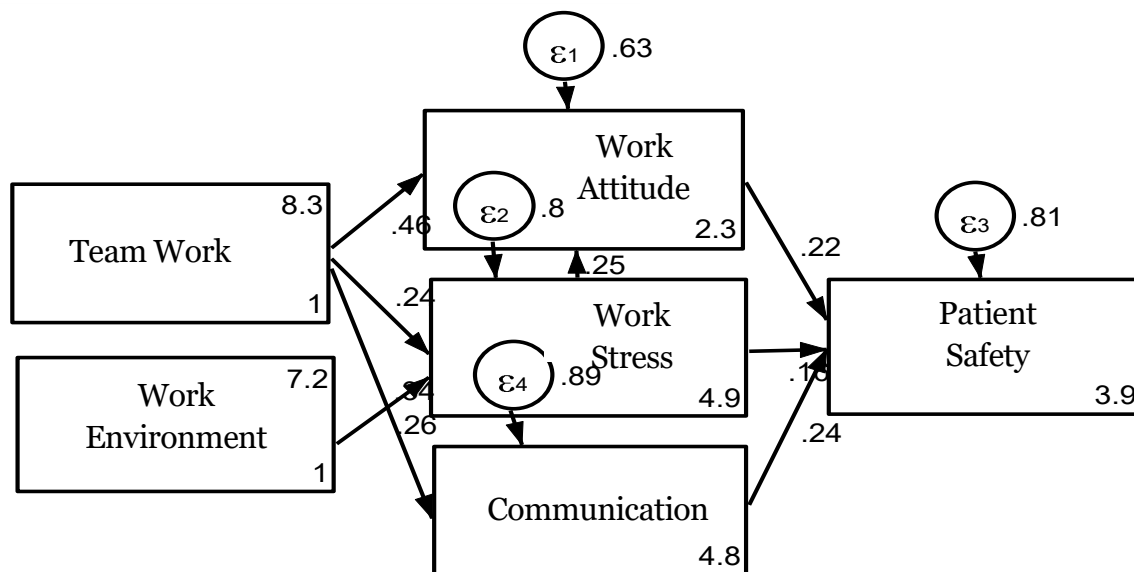 ε1
.63
Work
Attitude
2.3
ε2
.8
8.3
Team Work
1
.46
.24
.25
.22
ε3
.81
Patient
Safety
3.9
Work
Stress
4.9
7.2
Work
Environment
1
.26
ε4
.89
.24
Communication
4.8